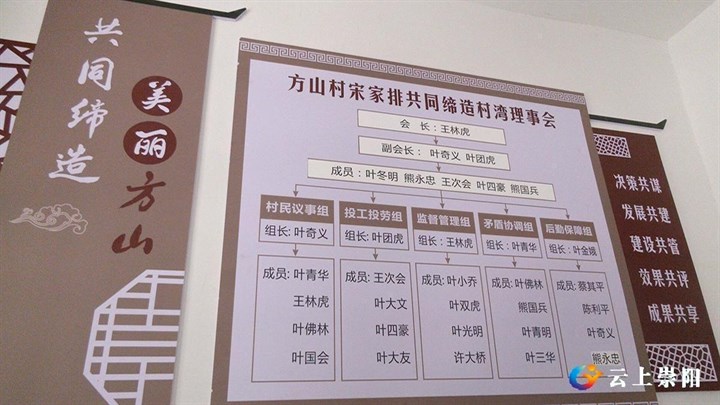 共同缔造
美丽方山
方山村宋家排共同缔造村湾理事会
会 长：王林虎
副会长： 叶奇义 叶团虎
成员：叶冬明 熊永忠 王次会 叶四豪 熊国兵
村民议事组
组长：叶奇义
成员：叶青华
王林虎
叶佛林
叶国会
投工投劳组
组长：叶团虎
成员：王次会
叶大文
叶四豪
叶大友
监督管理组
组长：王林虎
成员：叶小乔
叶双虎
叶光明
许大桥
矛盾协调组
组长：叶青华
成员：叶佛林
熊国兵
叶青明
叶三华
后勤保障组
组长：叶金娥
成员：蔡其平
陈利平
叶奇义
熊永忠
决策共谋
发展共建
建设共管
效果共评
成果共享
云上崇阳